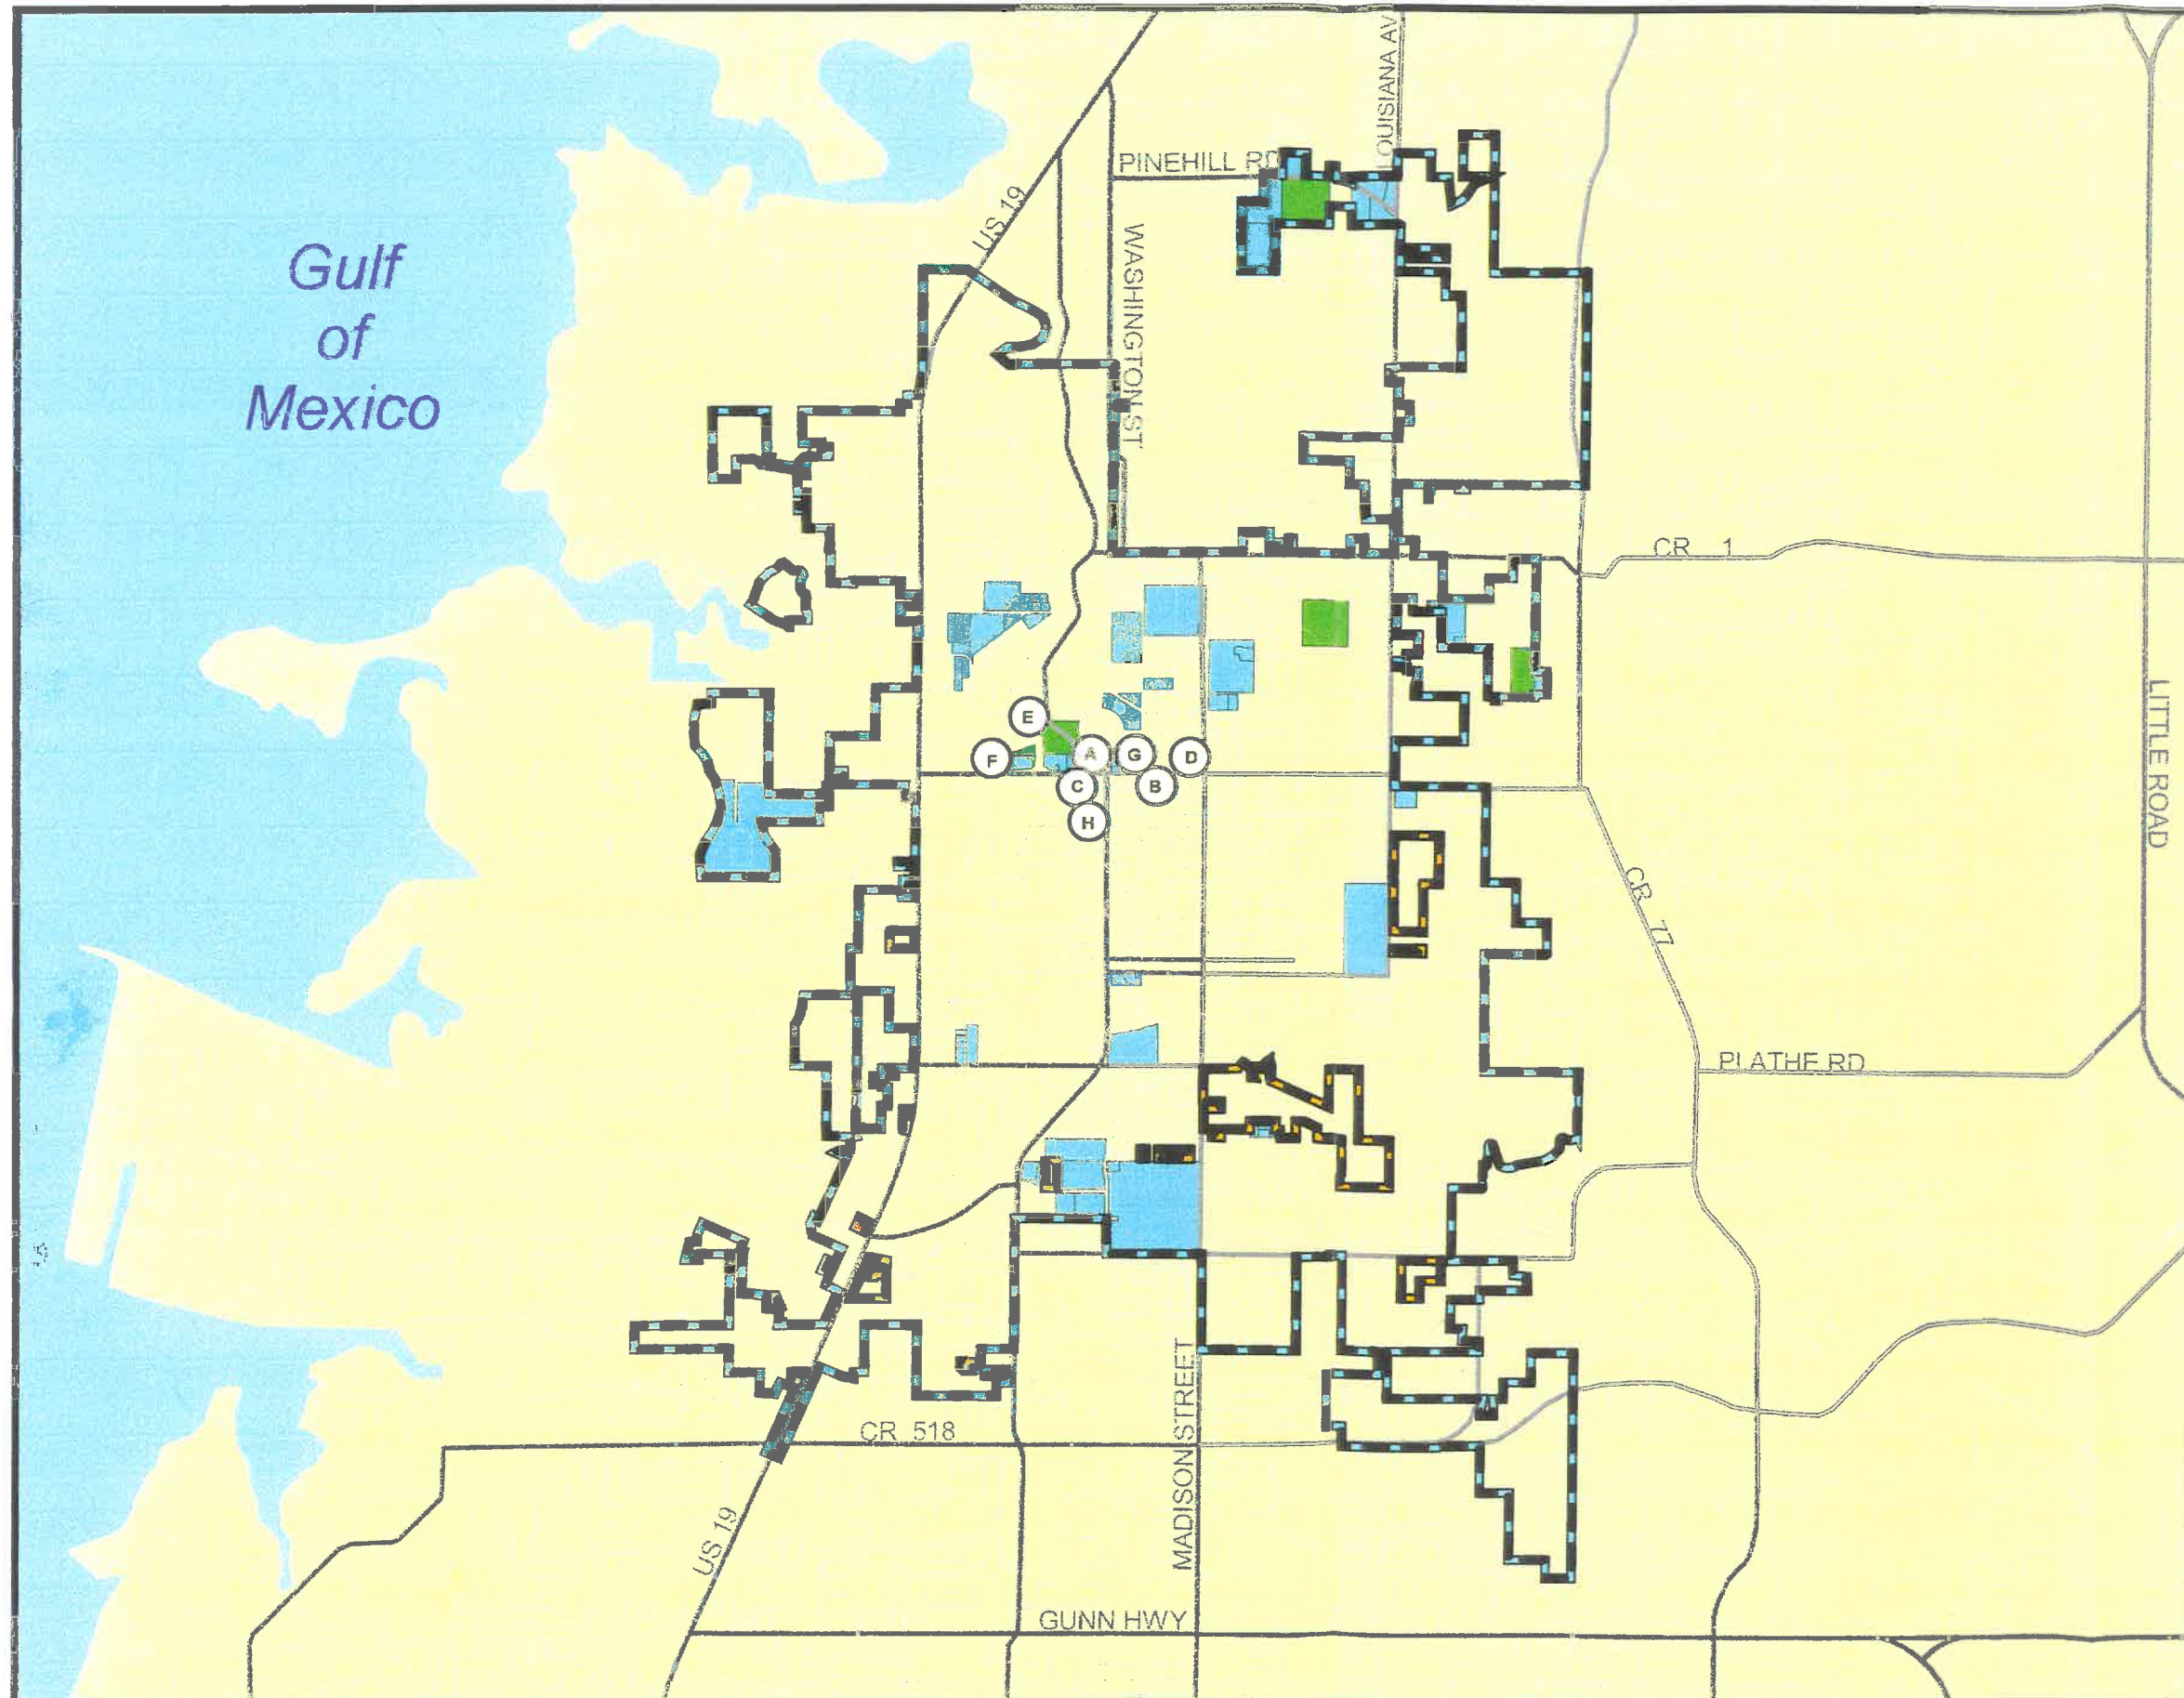 LOUISIANA AV
PINEHILL RD
US 19
WASHINGTON ST
Gulf
of
Mexico
CR 1
LITTLE ROAD
E
F
A
G
D
C
B
H
CR 77
PLATHE RD
CR 518
MADISON STREET
US 19
GUNN HWY